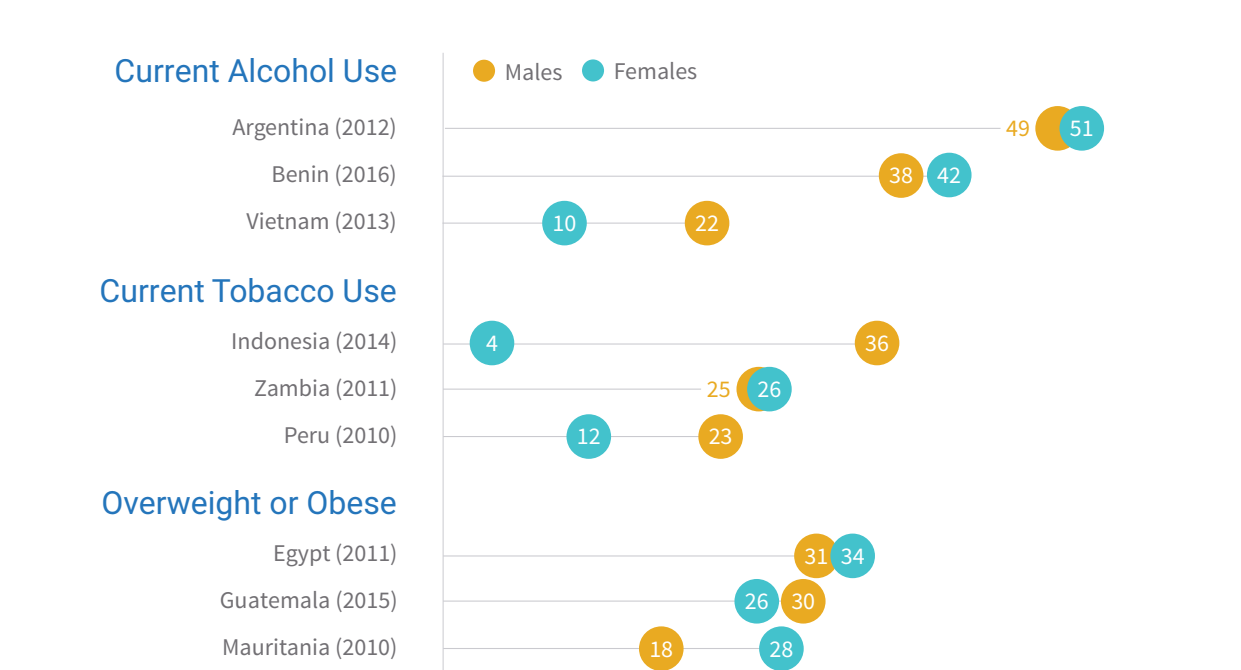 Current Alcohol Use Males Females
Argentina (2012) 49 51
Benin (2016) 38 42
Vietnam (2013) 10 22
Current Tobacco Use
Indonesia (2014) 4 36
Zambia (2011) 25 26
Peru (2010) 12 23
Overweight or Obese
Egypt (2011) 31 34
Guatemala (2015) 26 30
Mauritania (2010) 18 28